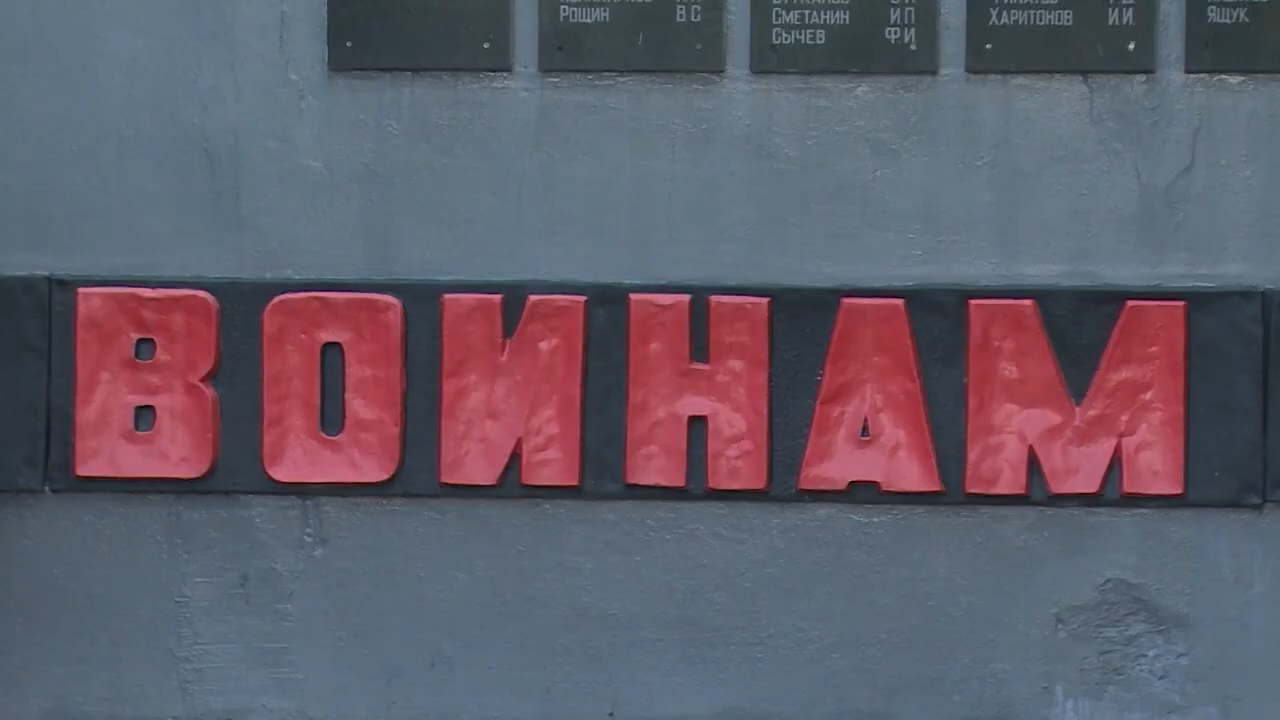 РОЩИН В С
СМЕТАНИН И П
СЫЧЕВ Ф И
ХАРИТОНОВ И И
ЯЩУК
ВОИНАМ